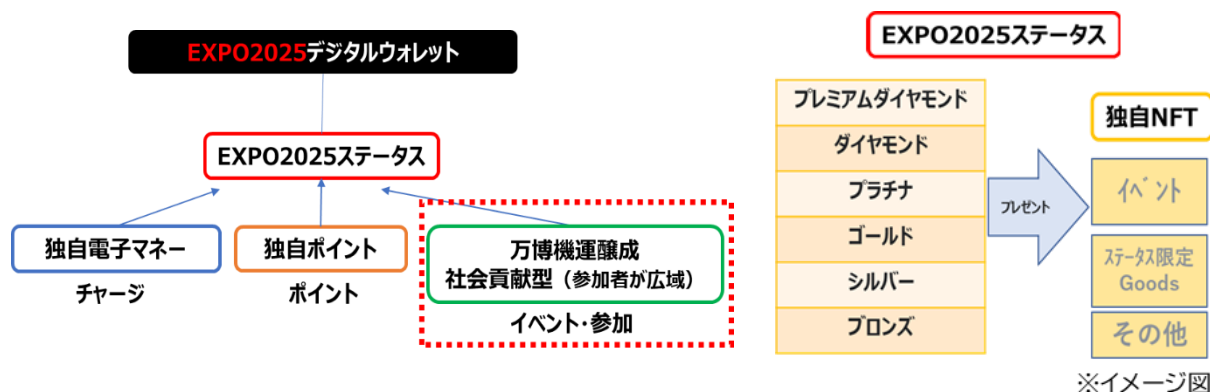 EXPO2025デジタルウォレット
EXPO2025ステータス
独自電子マネー
チャージ
独自ポイント
ポイント
万博機運醸成
社会貢献型（参加者が広域）
イベント・参加
EXPO2025ステータス
プレミアムダイヤモンド
ダイヤモンド
プラチナ
ゴールド
シルバー
ブロンズ
プレゼント
独自NFT
イベント
ステータス限定
Goods
その他
※イメージ図